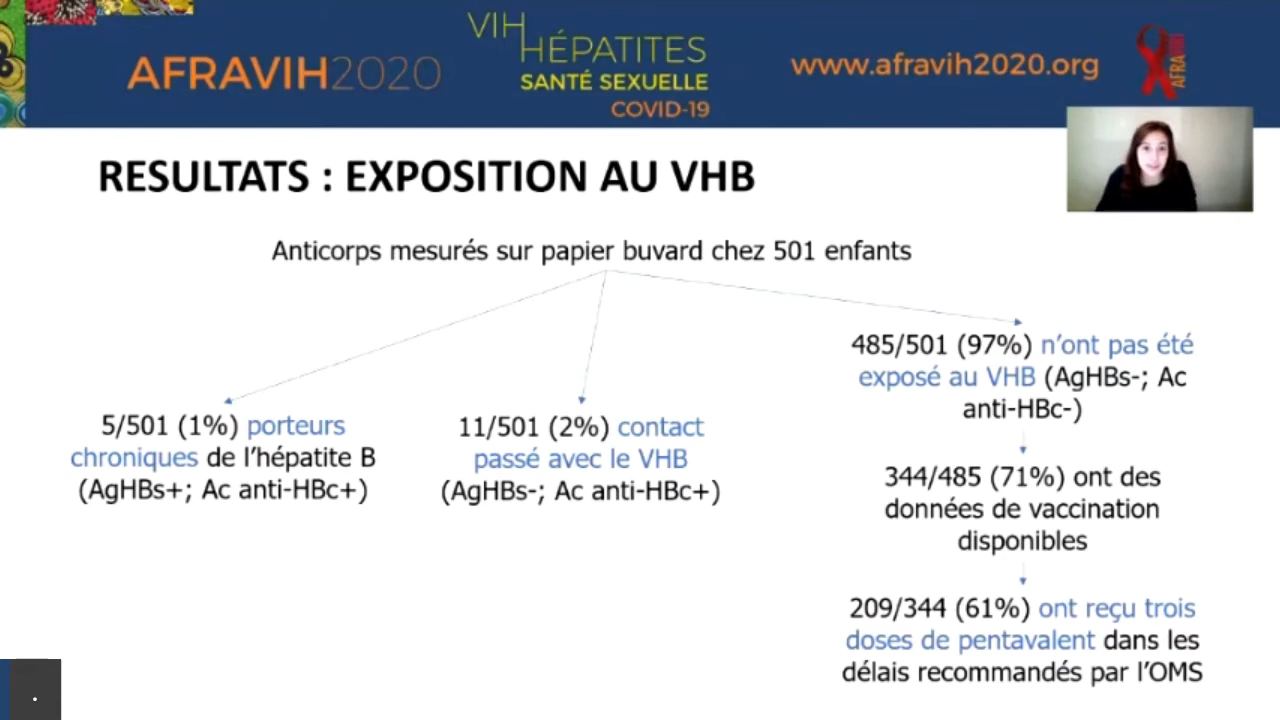 AFRAVIH2020
VIH
HÉPATITES
SANTÉ SEXUELLE
COVID-19
www.afravih2020.org
AFRAVIH
RESULTATS : EXPOSITION AU VHB
Anticorps mesurés sur papier buvard chez 501 enfants
5/501 (1%) porteurs
chroniques de l'hépatite B
(AgHBs+; Ac anti-HBc+)
11/501 (2%) contact
passé avec le VHB
(AgHBs-; Ac anti-HBc+)
485/501 (97%) n'ont pas été
exposé au VHB (AgHBs-; Ac
anti-HBc-)
344/485 (71%) ont des
données de vaccination
disponibles
209/344 (61%) ont reçu trois
doses de pentavalent dans les
délais recommandés par l'OMS